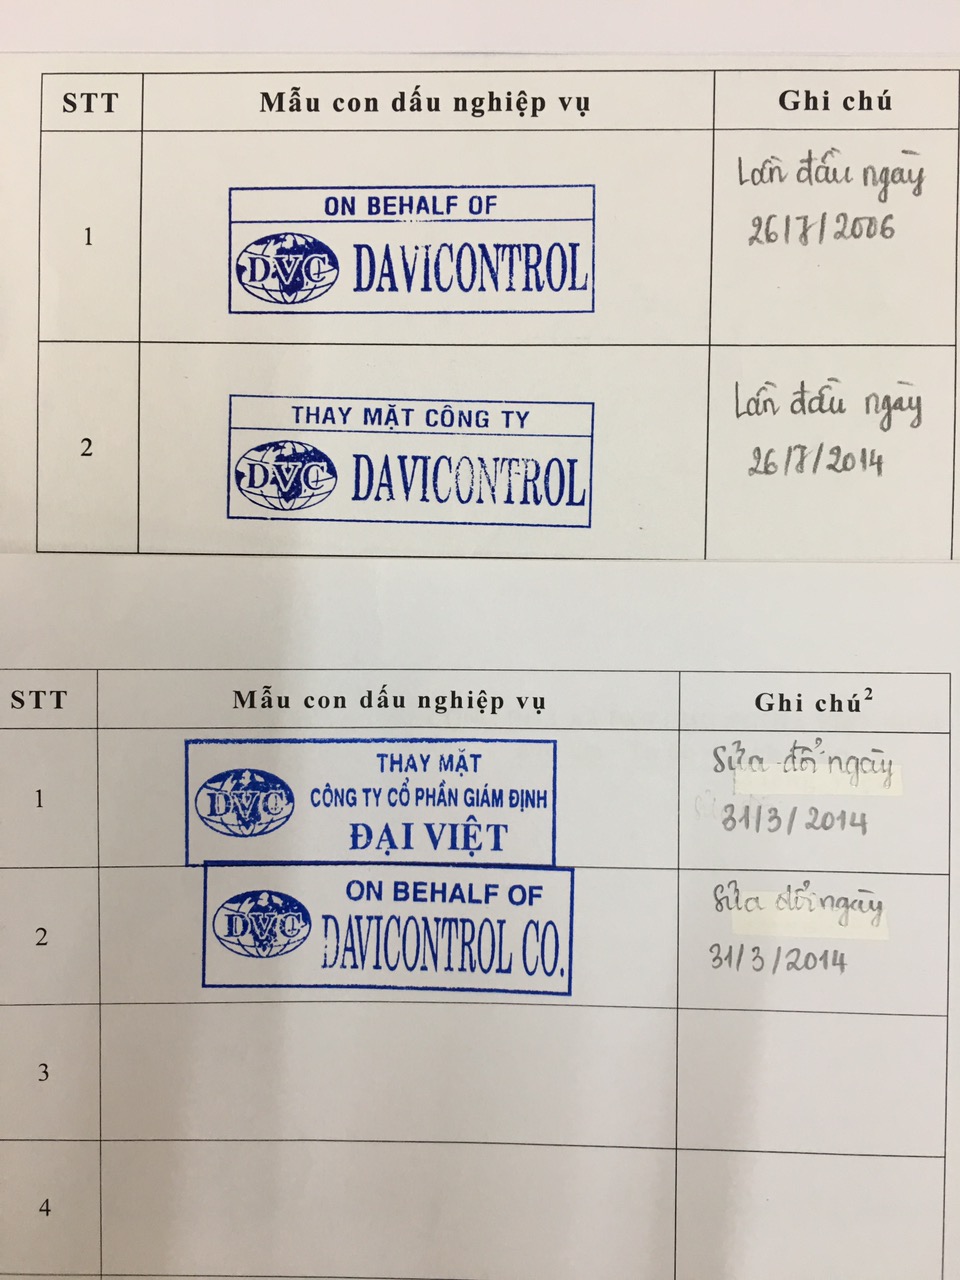 STT Mẫu con dấu nghiệp vụ Ghi chú
1
ON BEHALF OF
DVC DAVICONTROL
Lần đầu ngày
26/7/2006
2
THAY MẶT CÔNG TY
DVC DAVICONTROL
Lần đầu ngày
26/7/2014
STT Mẫu con dấu nghiệp vụ Ghi chú²
1
THAY MẶT
DVC CÔNG TY CỔ PHẦN GIÁM ĐỊNH
ĐẠI VIỆT
Sửa đổi ngày
31/3/2014
2
ON BEHALF OF
DVC DAVICONTROL CO.
Sửa đổi ngày
31/3/2014
3
4